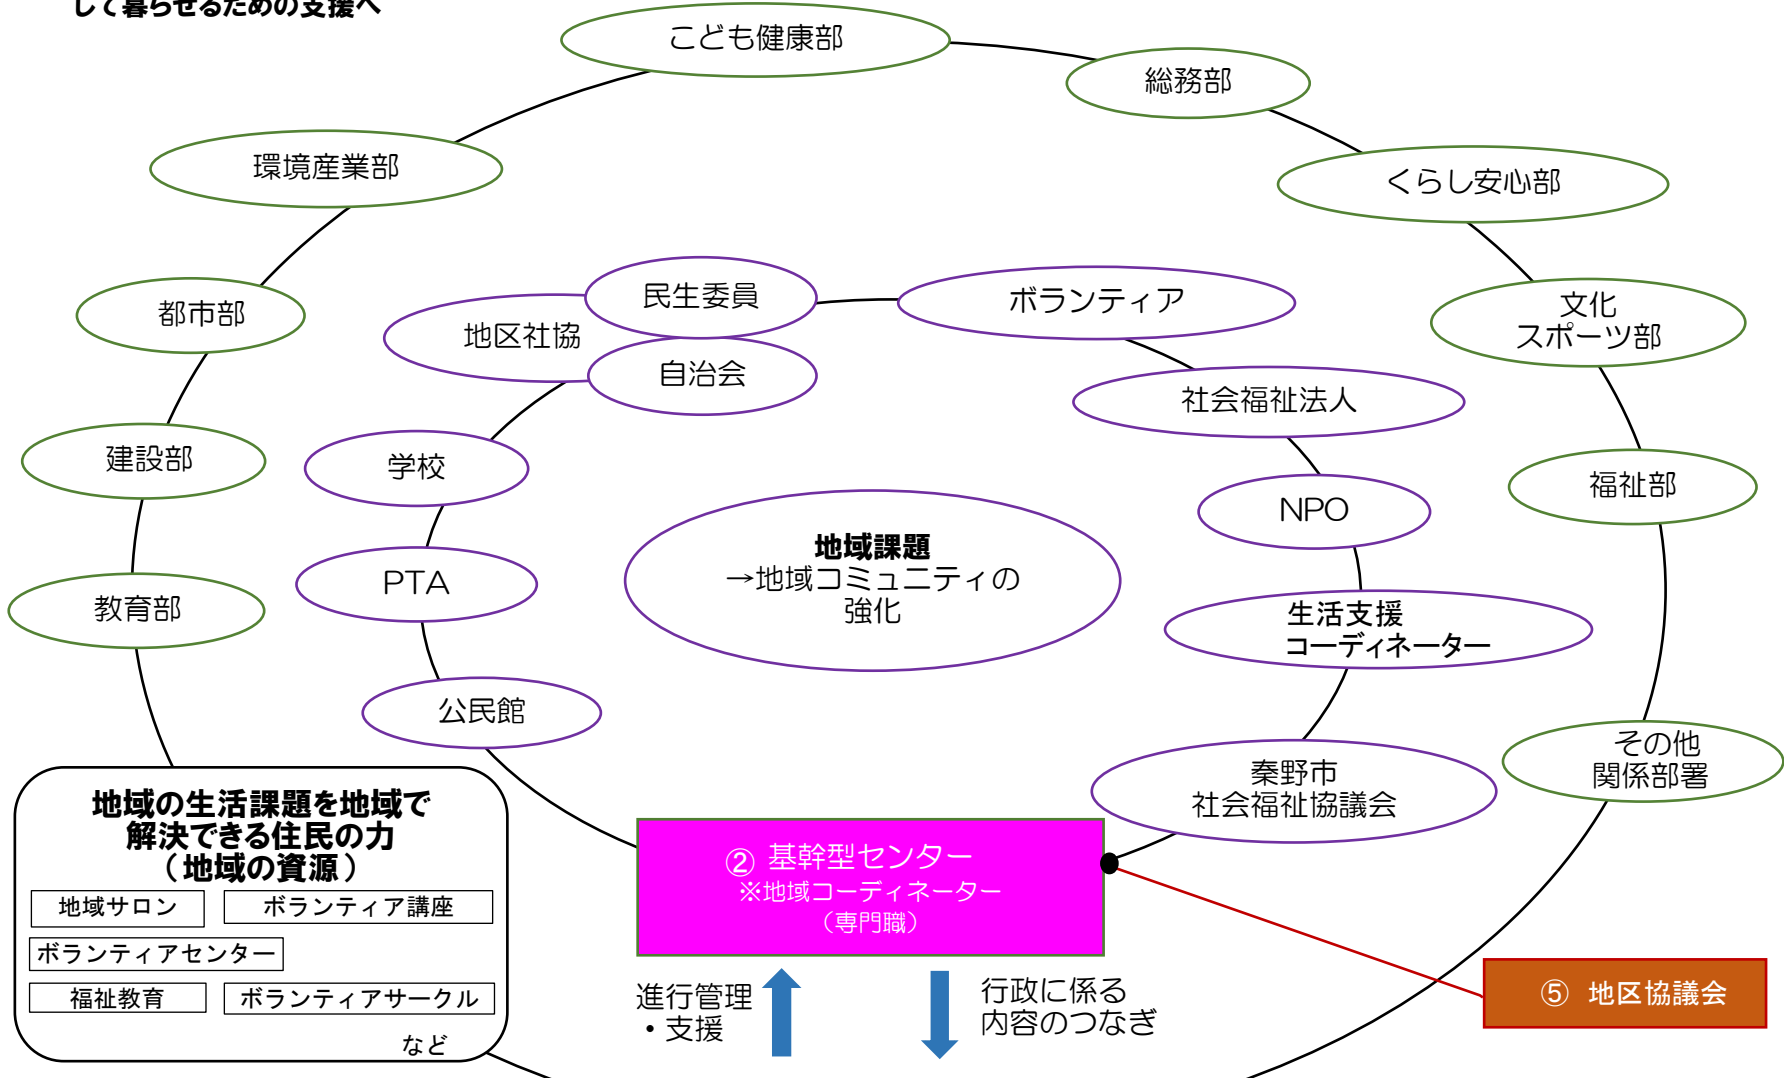 して暮らせるための支援へ
こども健康部
総務部
環境産業部
くらし安心部
都市部
文化
スポーツ部
建設部
福祉部
教育部
その他
関係部署
民生委員
地区社協
自治会
ボランティア
社会福祉法人
学校
NPO
PTA
生活支援
コーディネーター
公民館
秦野市
社会福祉協議会
地域課題
→地域コミュニティの
強化
地域の生活課題を地域で
解決できる住民の力
(地域の資源)
地域サロン
ボランティア講座
ボランティアセンター
福祉教育
ボランティアサークル
など
② 基幹型センター
※地域コーディネーター
(専門職)
進行管理
・支援
行政に係る
内容のつなぎ
⑤ 地区協議会